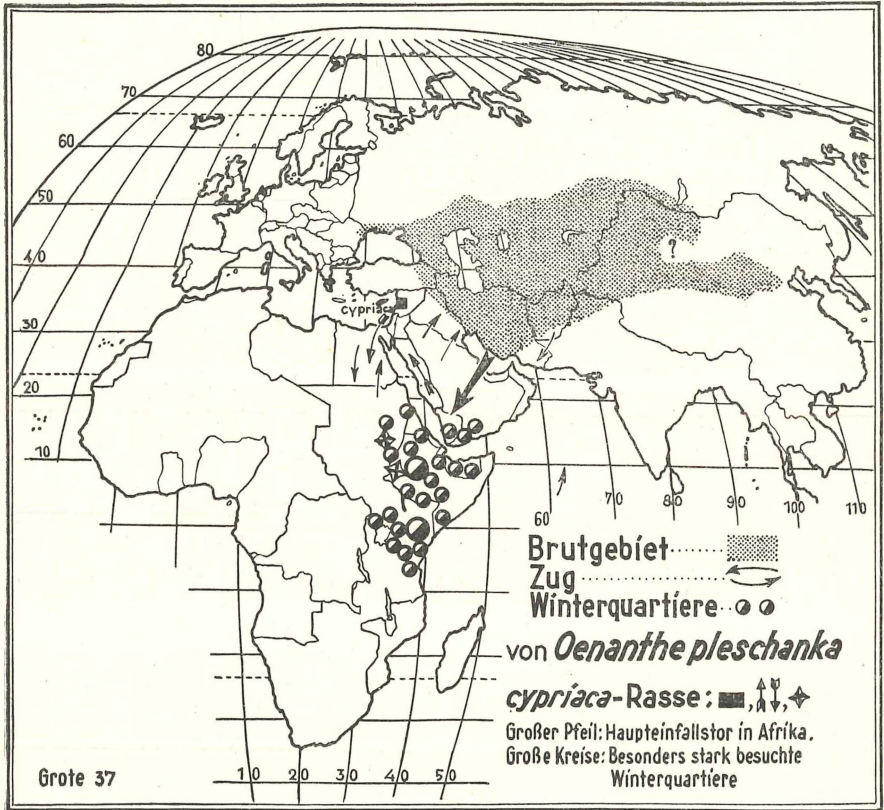 80
70
60
50
40
30
20
10
cypriaca
?
60 70 80 90 100 110
Brutgebiet
Zug
Winterquartiere
von Oenanthe pleschanka
cypriaca-Rasse:
Großer Pfeil: Haupteinfallstor in Afrika.
Große Kreise: Besonders stark besuchte
Winterquartiere
Grote 37
10 20 30 40 50